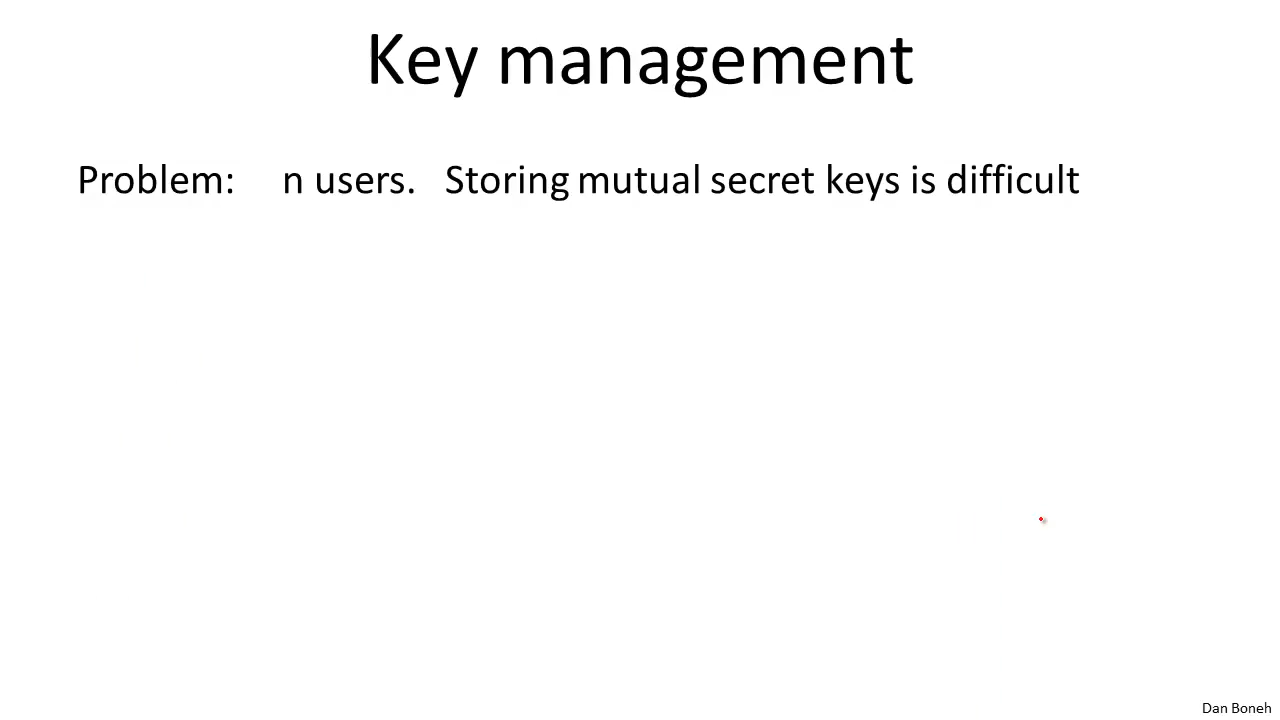 Key management
Problem: n users. Storing mutual secret keys is difficult
Dan Boneh